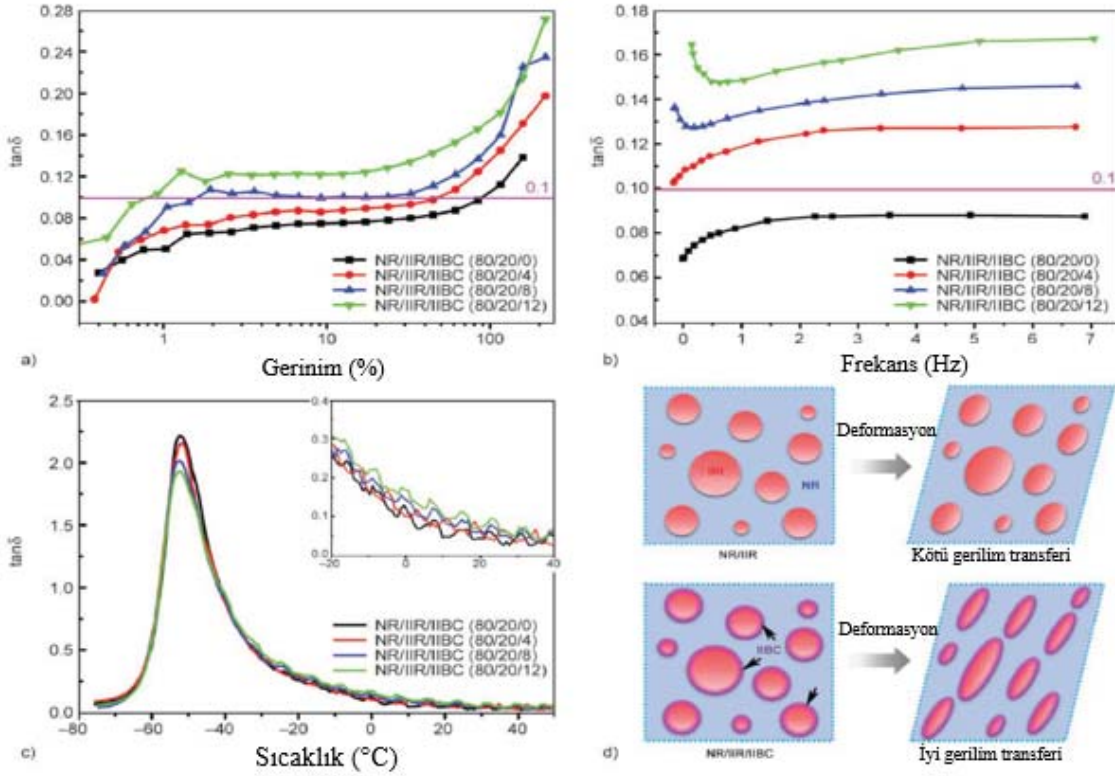 tanδ
0.28
0.24
0.20
0.16
0.12
0.08
0.04
0.00
0.1
NR/IIR/IIBC (80/20/0)
NR/IIR/IIBC (80/20/4)
NR/IIR/IIBC (80/20/8)
NR/IIR/IIBC (80/20/12)
1 10 100
a) Gerinim (%)
tanδ
0.18
0.16
0.14
0.12
0.10
0.08
0.06
0.04
0.1
NR/IIR/IIBC (80/20/0)
NR/IIR/IIBC (80/20/4)
NR/IIR/IIBC (80/20/8)
NR/IIR/IIBC (80/20/12)
0 1 2 3 4 5 6 7
b) Frekans (Hz)
tanδ
2.5
2.0
1.5
1.0
0.5
0.0
0.4
0.3
0.2
0.1
0.0
−20 0 20 40
NR/IIR/IIBC (80/20/0)
NR/IIR/IIBC (80/20/4)
NR/IIR/IIBC (80/20/8)
NR/IIR/IIBC (80/20/12)
−80 −60 −40 −20 0 20 40 60
c) Sıcaklık (°C)
Deformasyon
IIR
NR
NR/IIR
Kötü gerilim transferi
Deformasyon
IIBC
NR/IIR/IIBC
İyi gerilim transferi
d)